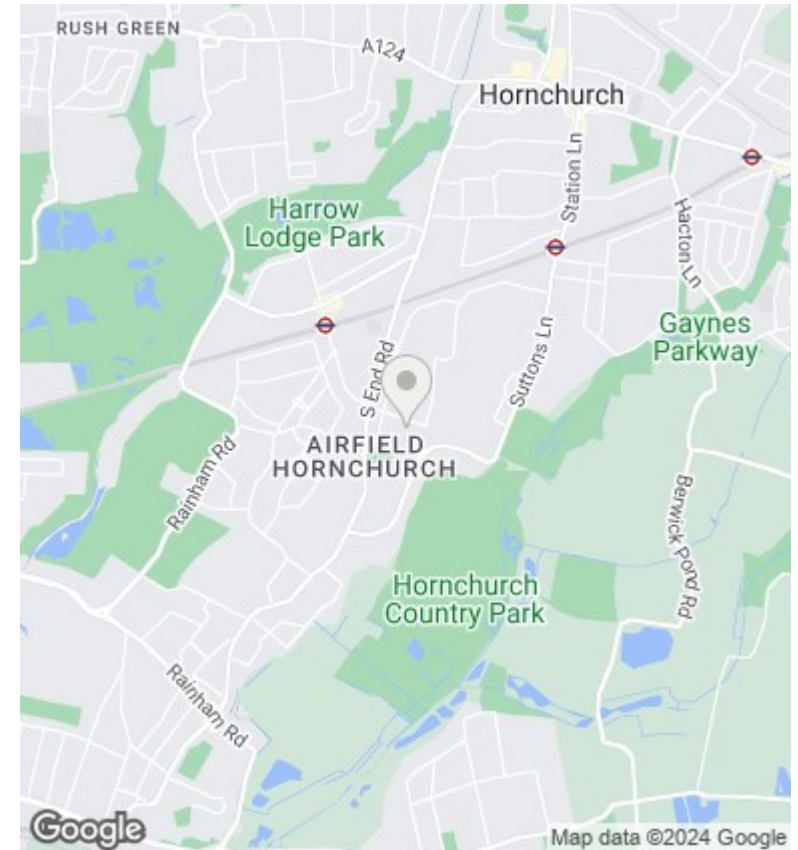 RUSH GREEN
A124
Hornchurch
Station Ln
Harrow
Lodge Park
Hacton Ln
Gaynes
Parkway
S End Rd
Suttons Ln
AIRFIELD
HORNCHURCH
Rainham Rd
Berwick Pond Rd
Hornchurch
Country Park
Rainham Rd
Google
Map data ©2024 Google